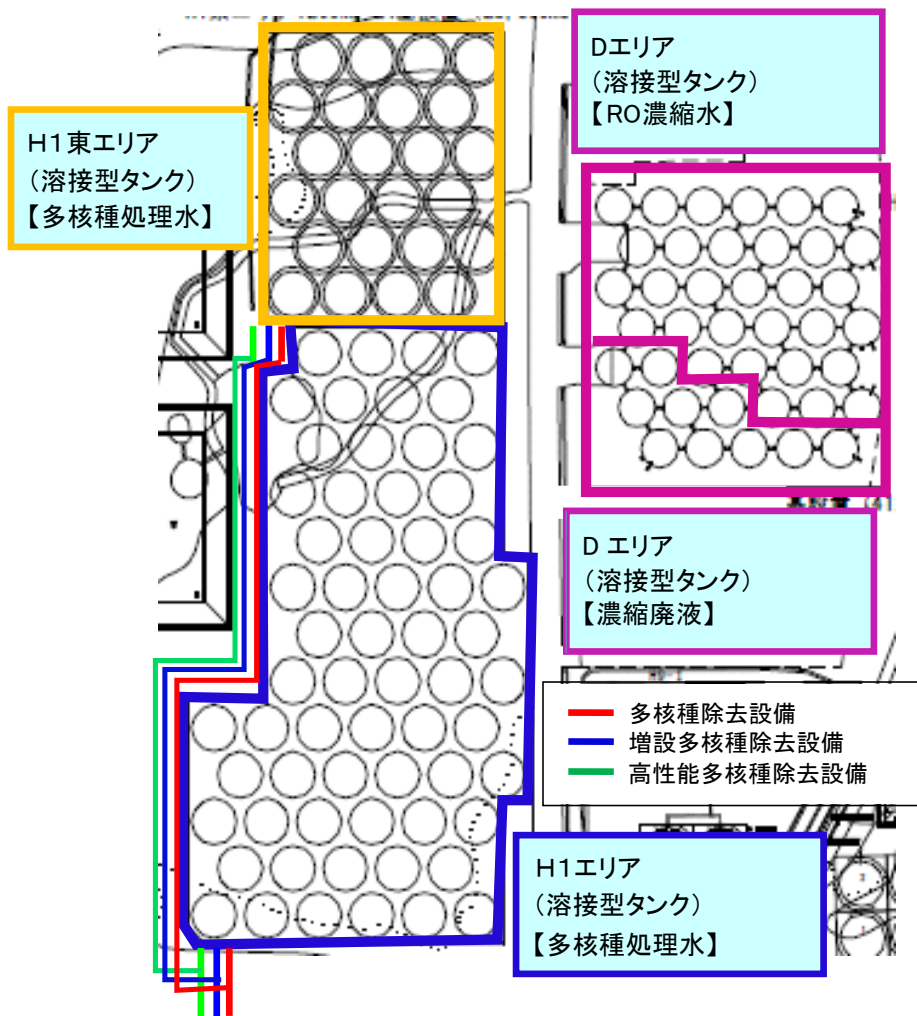 Dエリア
(溶接型タンク)
【RO濃縮水】
H1東エリア
(溶接型タンク)
【多核種処理水】
D エリア
(溶接型タンク)
【濃縮廃液】
多核種除去設備
増設多核種除去設備
高性能多核種除去設備
H1エリア
(溶接型タンク)
【多核種処理水】